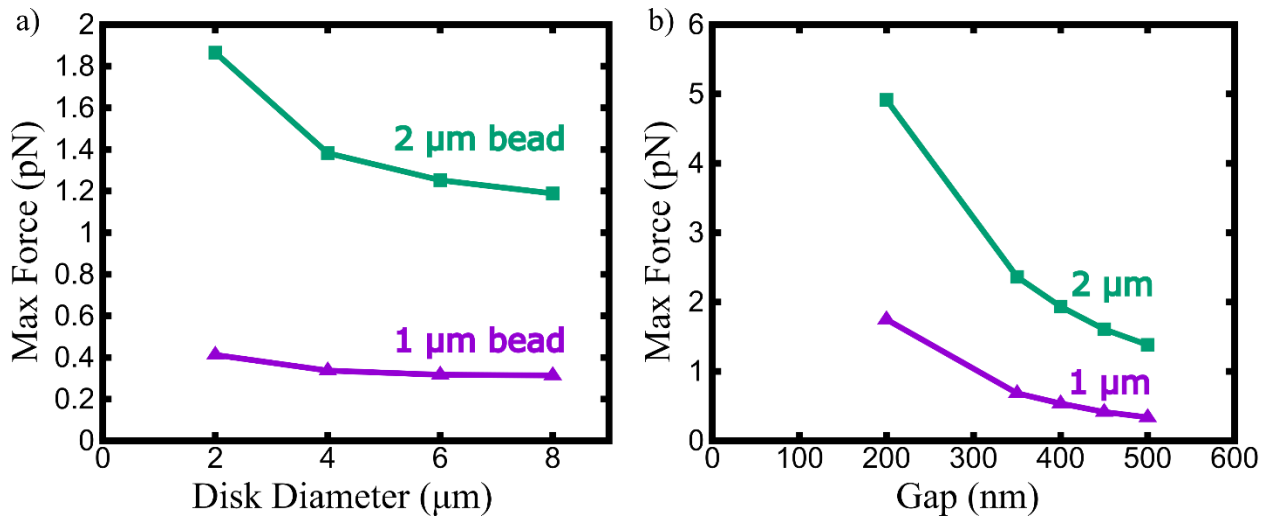 a)
Max Force (pN)
2
1.8
1.6
1.4
1.2
1
0.8
0.6
0.4
0.2
0
2 μm bead
1 μm bead
0 2 4 6 8
Disk Diameter (μm)
b)
Max Force (pN)
6
5
4
3
2
1
0
2 μm
1 μm
0 100 200 300 400 500 600
Gap (nm)